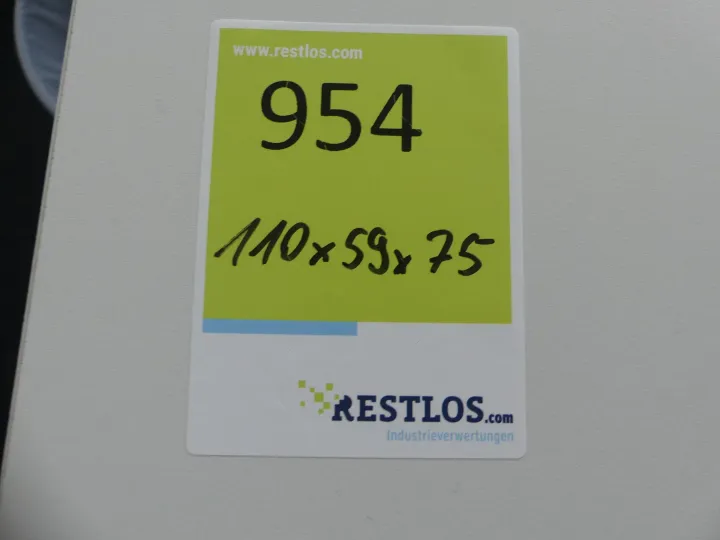 www.restlos.com
954
110x59x75
RESTLOS.com
Industrieverwertungen